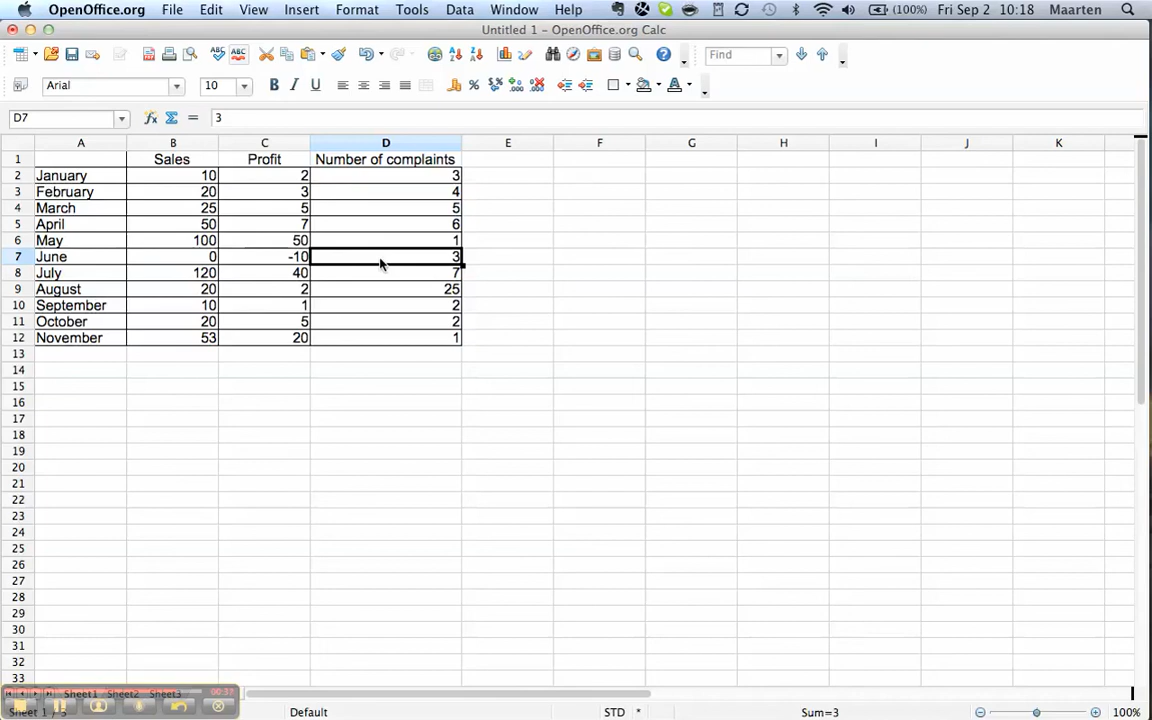 OpenOffice.org File Edit View Insert Format Tools Data Window Help (100%) Fri Sep 2 10:18 Maarten
Untitled 1 – OpenOffice.org Calc
Find
Arial 10
D7 = 3
A B C D E F G H I J K
1 Sales Profit Number of complaints
2 January 10 2 3
3 February 20 3 4
4 March 25 5 5
5 April 50 7 6
6 May 100 50 1
7 June 0 -10 3
8 July 120 40 7
9 August 20 2 25
10 September 10 1 2
11 October 20 5 2
12 November 53 20 1
13
14
15
16
17
18
19
20
21
22
23
24
25
26
27
28
29
30
31
32
33
Sheet1 Sheet2 Sheet3 00:37
Sheet 1 / 3 Default STD * Sum=3 100%